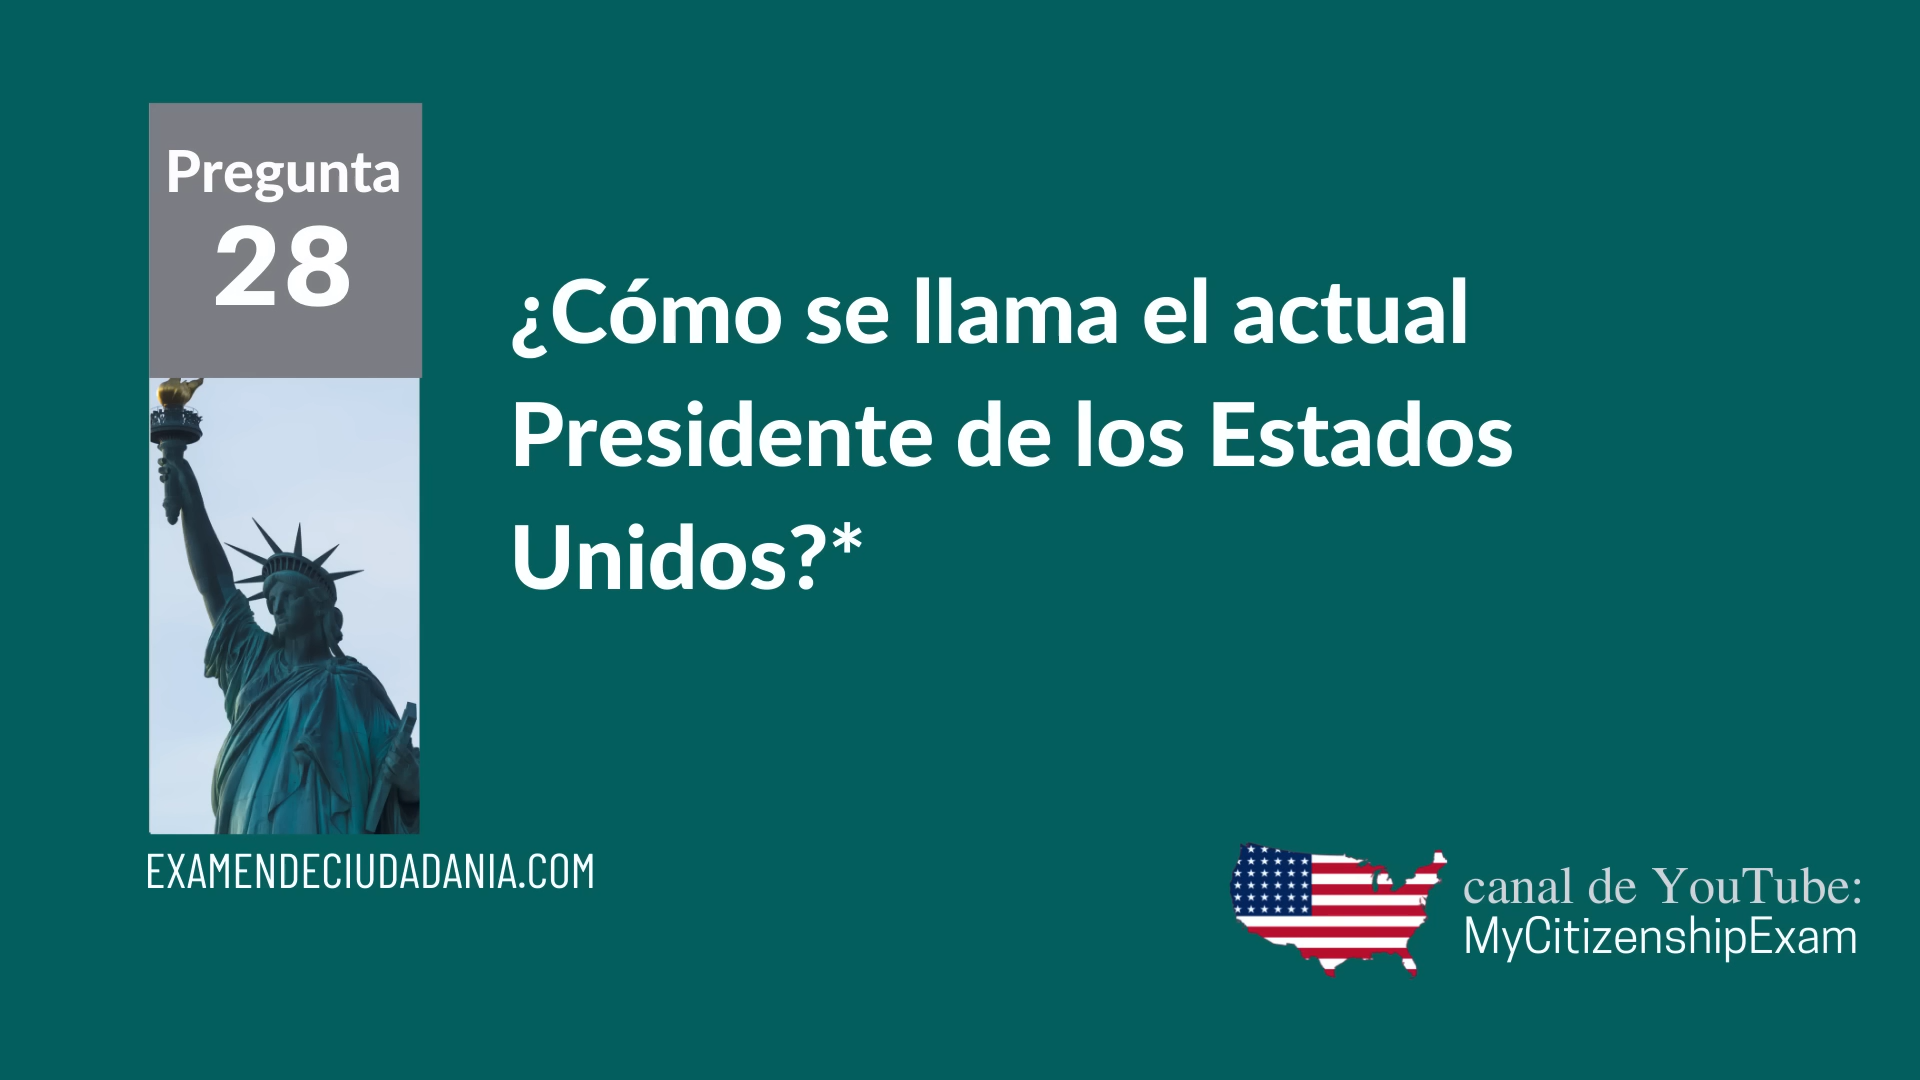 Pregunta
28
¿Cómo se llama el actual
Presidente de los Estados
Unidos?*
EXAMENDECIUDADANIA.COM
canal de YouTube:
MyCitizenshipExam